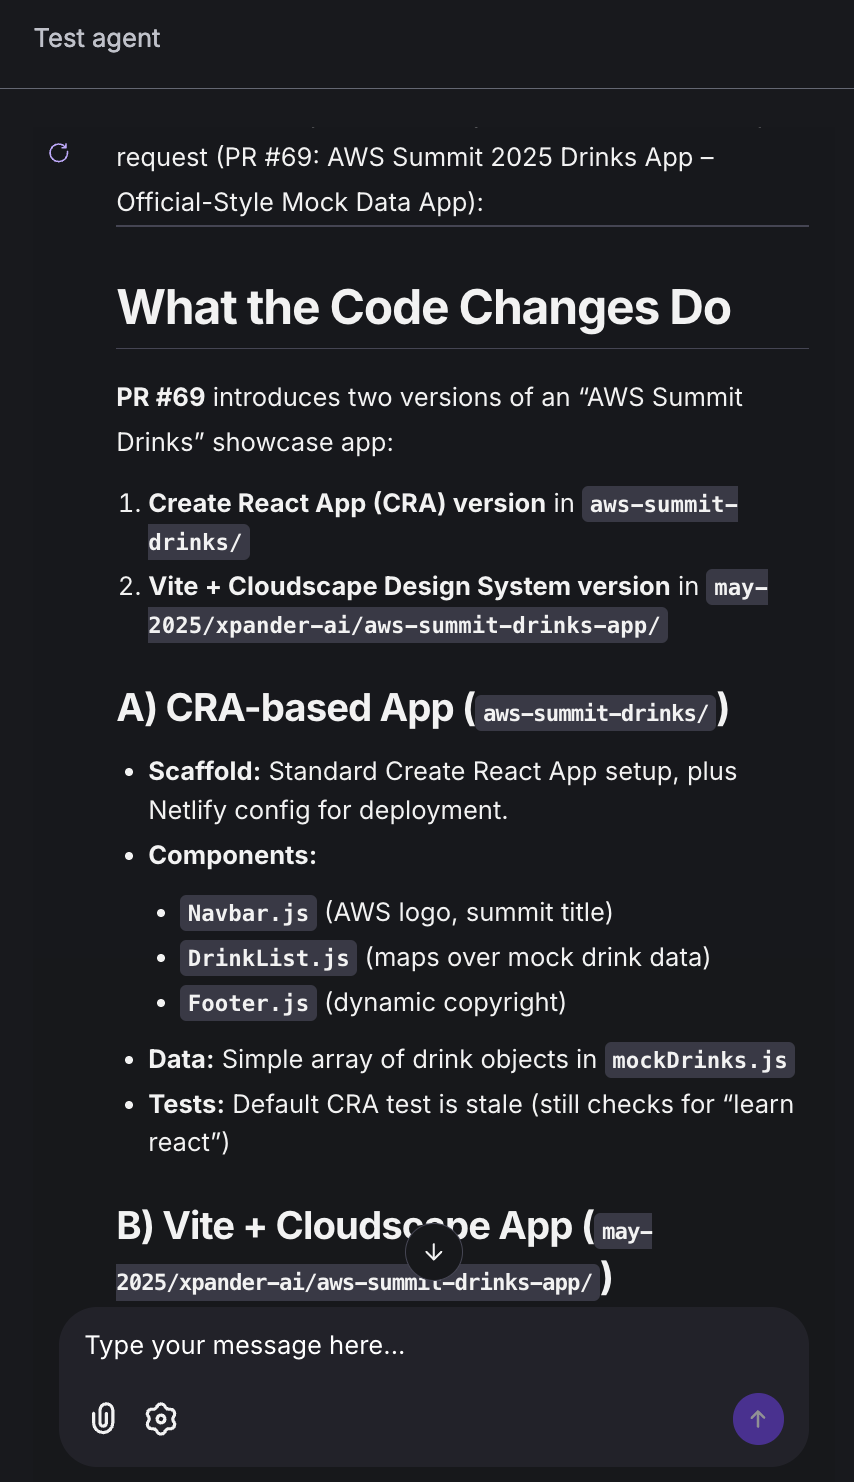 Test agent
request (PR #69: AWS Summit 2025 Drinks App –
Official-Style Mock Data App):
What the Code Changes Do
PR #69 introduces two versions of an “AWS Summit
Drinks” showcase app:
1. Create React App (CRA) version in aws-summit-
drinks/
2. Vite + Cloudscape Design System version in may-
2025/xpander-ai/aws-summit-drinks-app/
A) CRA-based App (aws-summit-drinks/)
• Scaffold: Standard Create React App setup, plus
Netlify config for deployment.
• Components:
• Navbar.js (AWS logo, summit title)
• DrinkList.js (maps over mock drink data)
• Footer.js (dynamic copyright)
• Data: Simple array of drink objects in mockDrinks.js
• Tests: Default CRA test is stale (still checks for “learn
react”)
B) Vite + Cloudscape App (may-
2025/xpander-ai/aws-summit-drinks-app/)
Type your message here...